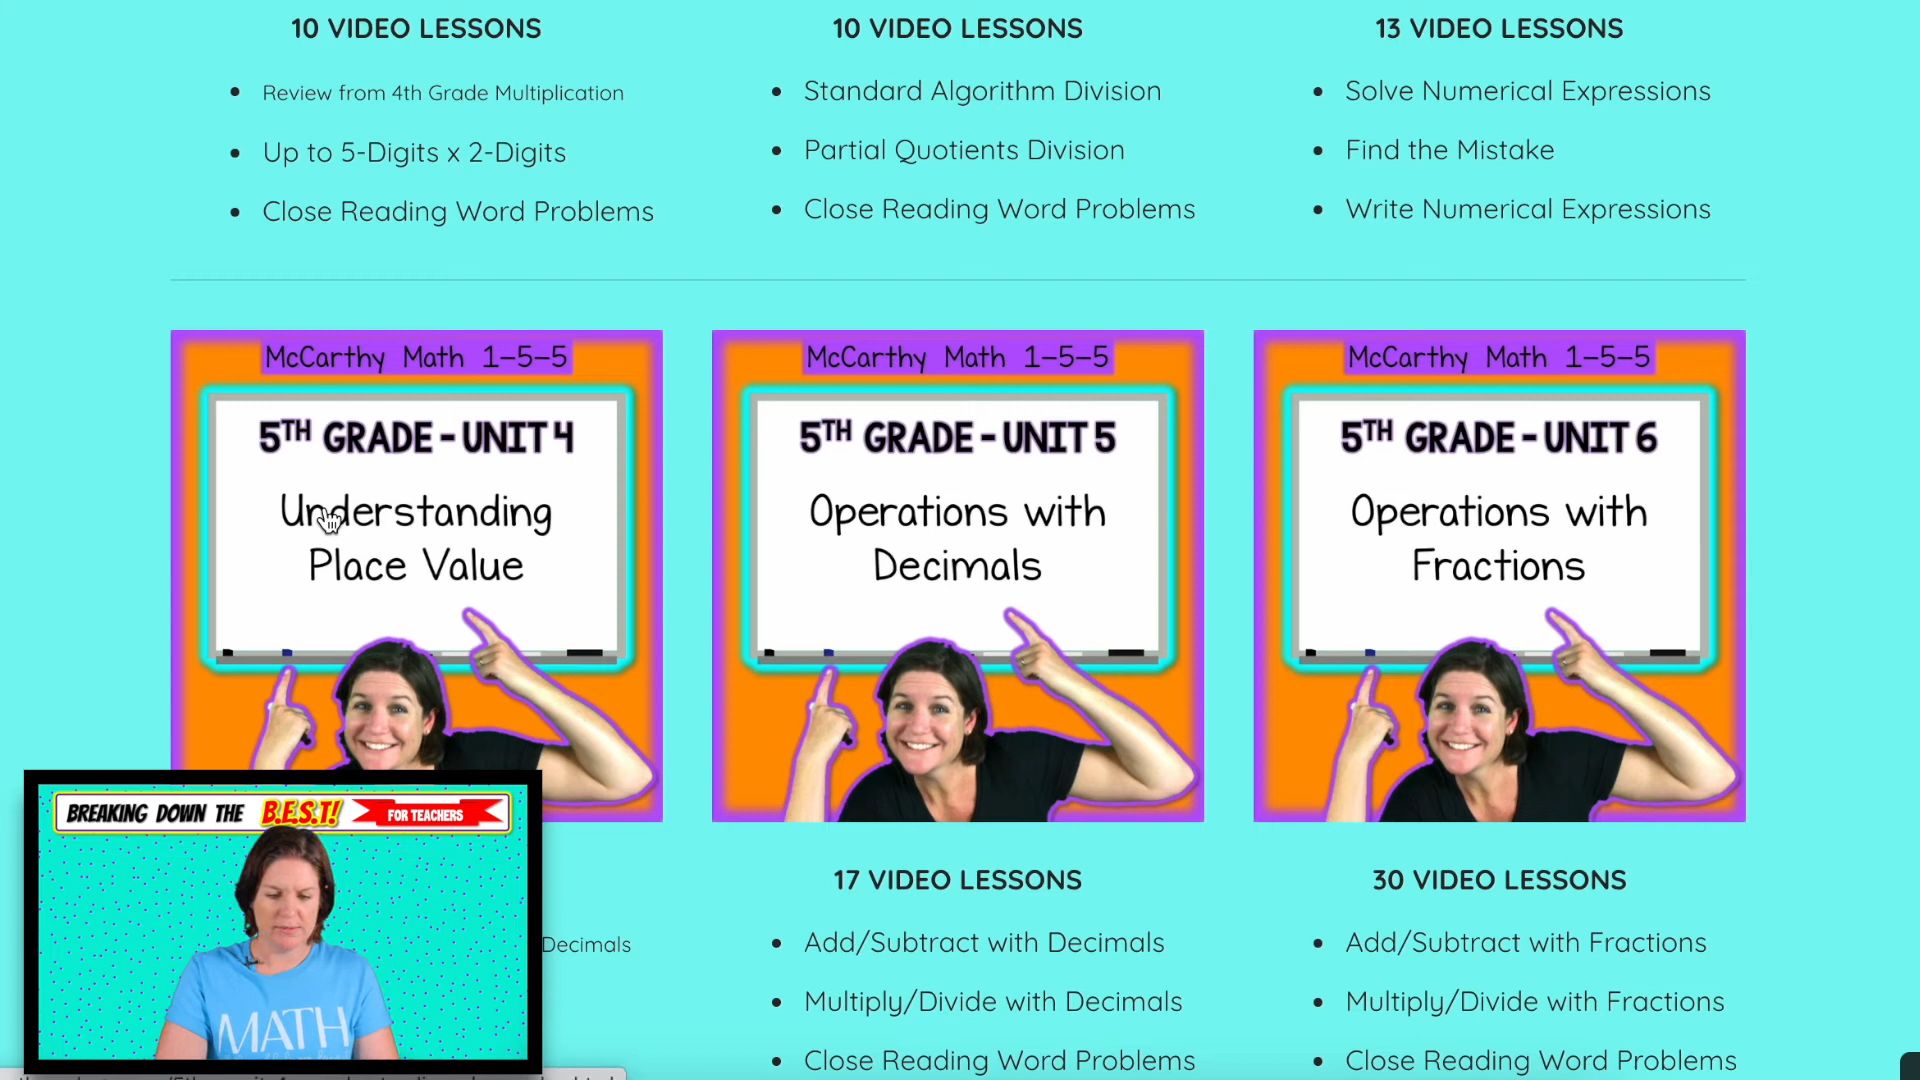 10 VIDEO LESSONS
Review from 4th Grade Multiplication
Up to 5-Digits x 2-Digits
Close Reading Word Problems
10 VIDEO LESSONS
Standard Algorithm Division
Partial Quotients Division
Close Reading Word Problems
13 VIDEO LESSONS
Solve Numerical Expressions
Find the Mistake
Write Numerical Expressions
McCarthy Math 1-5-5
5TH GRADE - UNIT 4
Understanding
Place Value
McCarthy Math 1-5-5
5TH GRADE - UNIT 5
Operations with
Decimals
McCarthy Math 1-5-5
5TH GRADE - UNIT 6
Operations with
Fractions
BREAKING DOWN THE B.E.S.T! FOR TEACHERS
MATH
Decimals
17 VIDEO LESSONS
Add/Subtract with Decimals
Multiply/Divide with Decimals
Close Reading Word Problems
30 VIDEO LESSONS
Add/Subtract with Fractions
Multiply/Divide with Fractions
Close Reading Word Problems